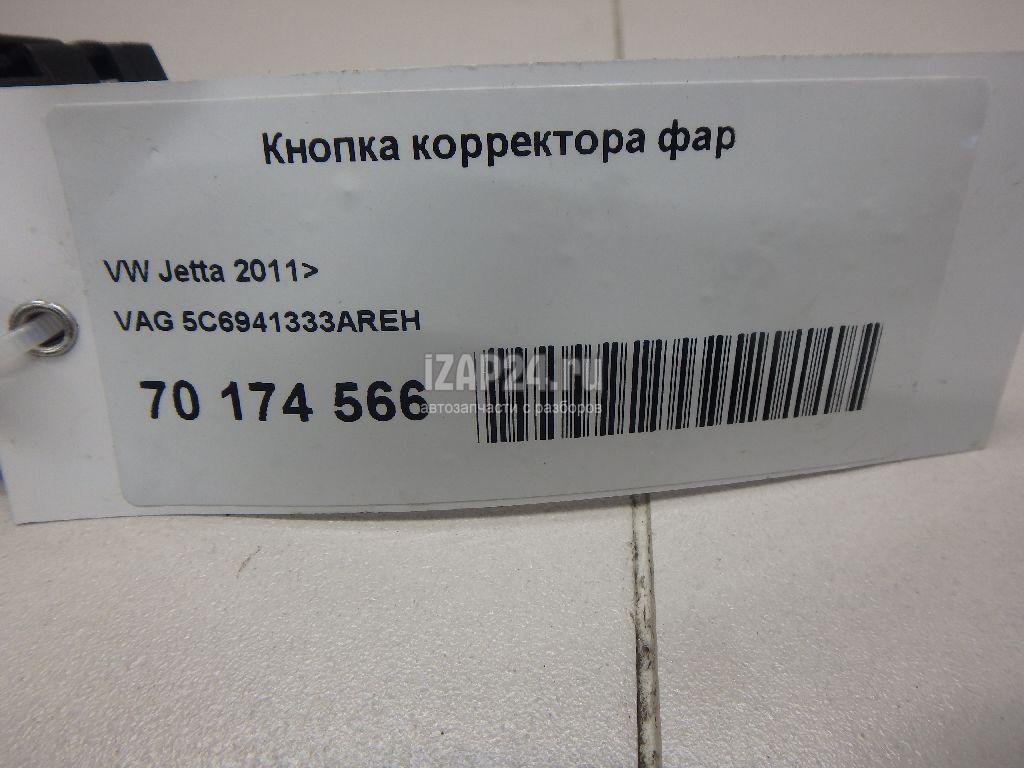 Кнопка корректора фар
VW Jetta 2011>
VAG 5C6941333AREH
70 174 566
iZAP24.ru
автозапчасти с разборов